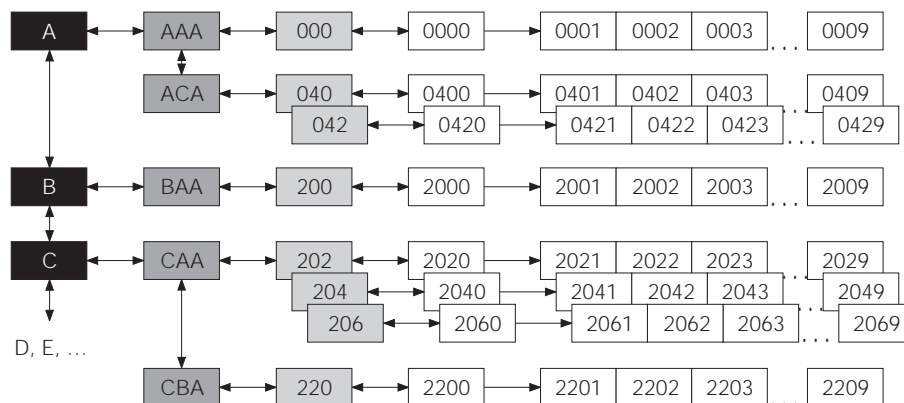 A AAA 000 0000 0001 0002 0003 ... 0009
ACA 040 0400 0401 0402 0403 ... 0409
042 0420 0421 0422 0423 ... 0429
B BAA 200 2000 2001 2002 2003 ... 2009
C CAA 202 2020 2021 2022 2023 ... 2029
204 2040 2041 2042 2043 ... 2049
206 2060 2061 2062 2063 ... 2069
D, E, ...
CBA 220 2200 2201 2202 2203 ... 2209